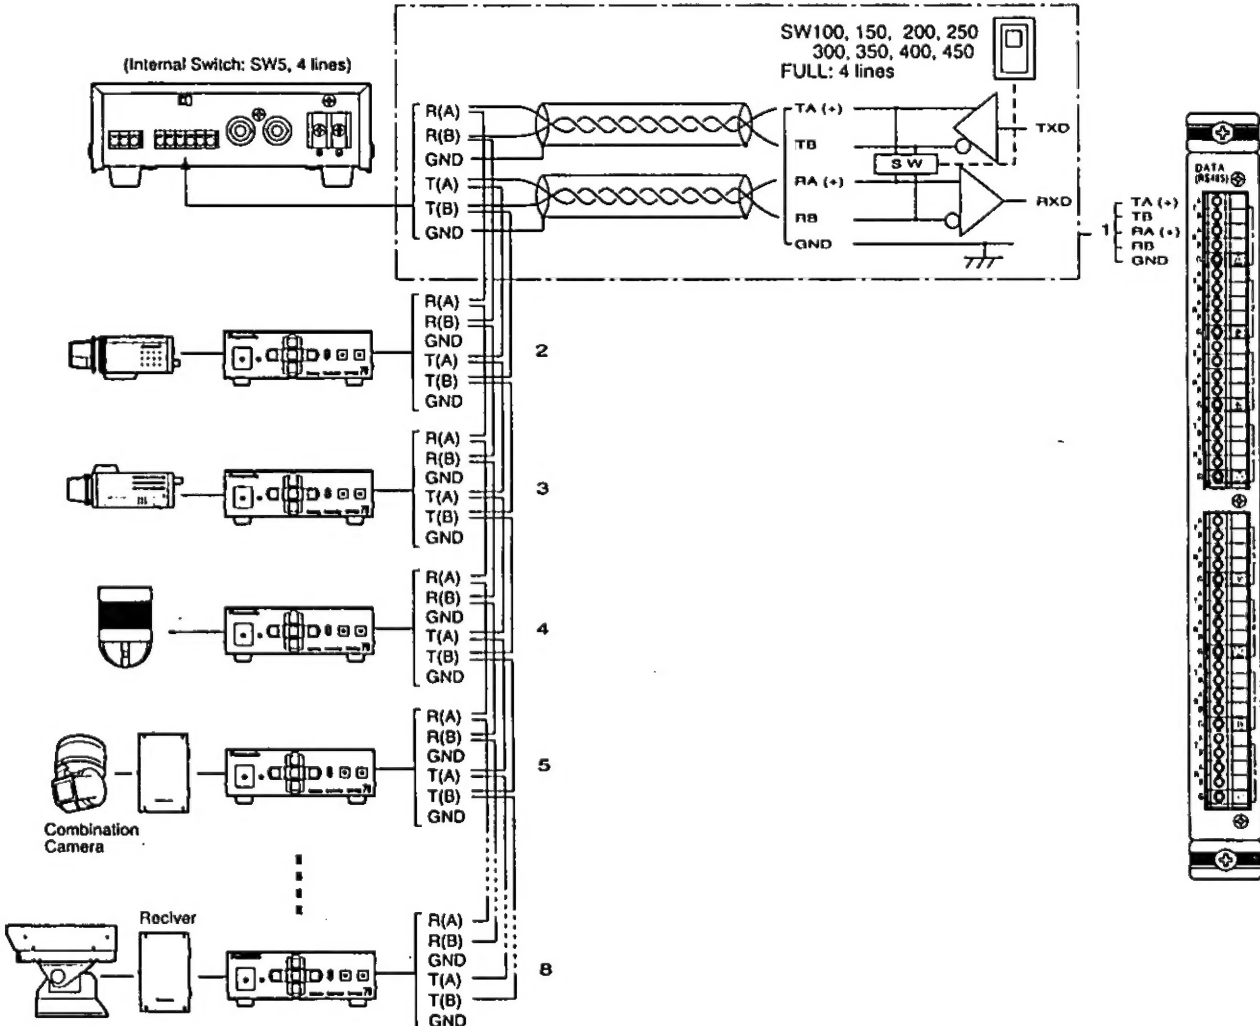 SW100, 150, 200, 250
300, 350, 400, 450
FULL: 4 lines
(Internal Switch: SW5, 4 lines)
R(A)
R(B)
GND
T(A)
T(B)
GND
TA (+)
TB
RA (+)
RB
GND
SW
TXD
RXD
1
TA (+)
TB
RA (+)
RB
GND
DATA
(RS485)
R(A)
R(B)
GND
T(A)
T(B)
GND
2
R(A)
R(B)
GND
T(A)
T(B)
GND
3
R(A)
R(B)
GND
T(A)
T(B)
GND
4
R(A)
R(B)
GND
T(A)
T(B)
GND
5
Combination
Camera
Reciver
R(A)
R(B)
GND
T(A)
T(B)
GND
8